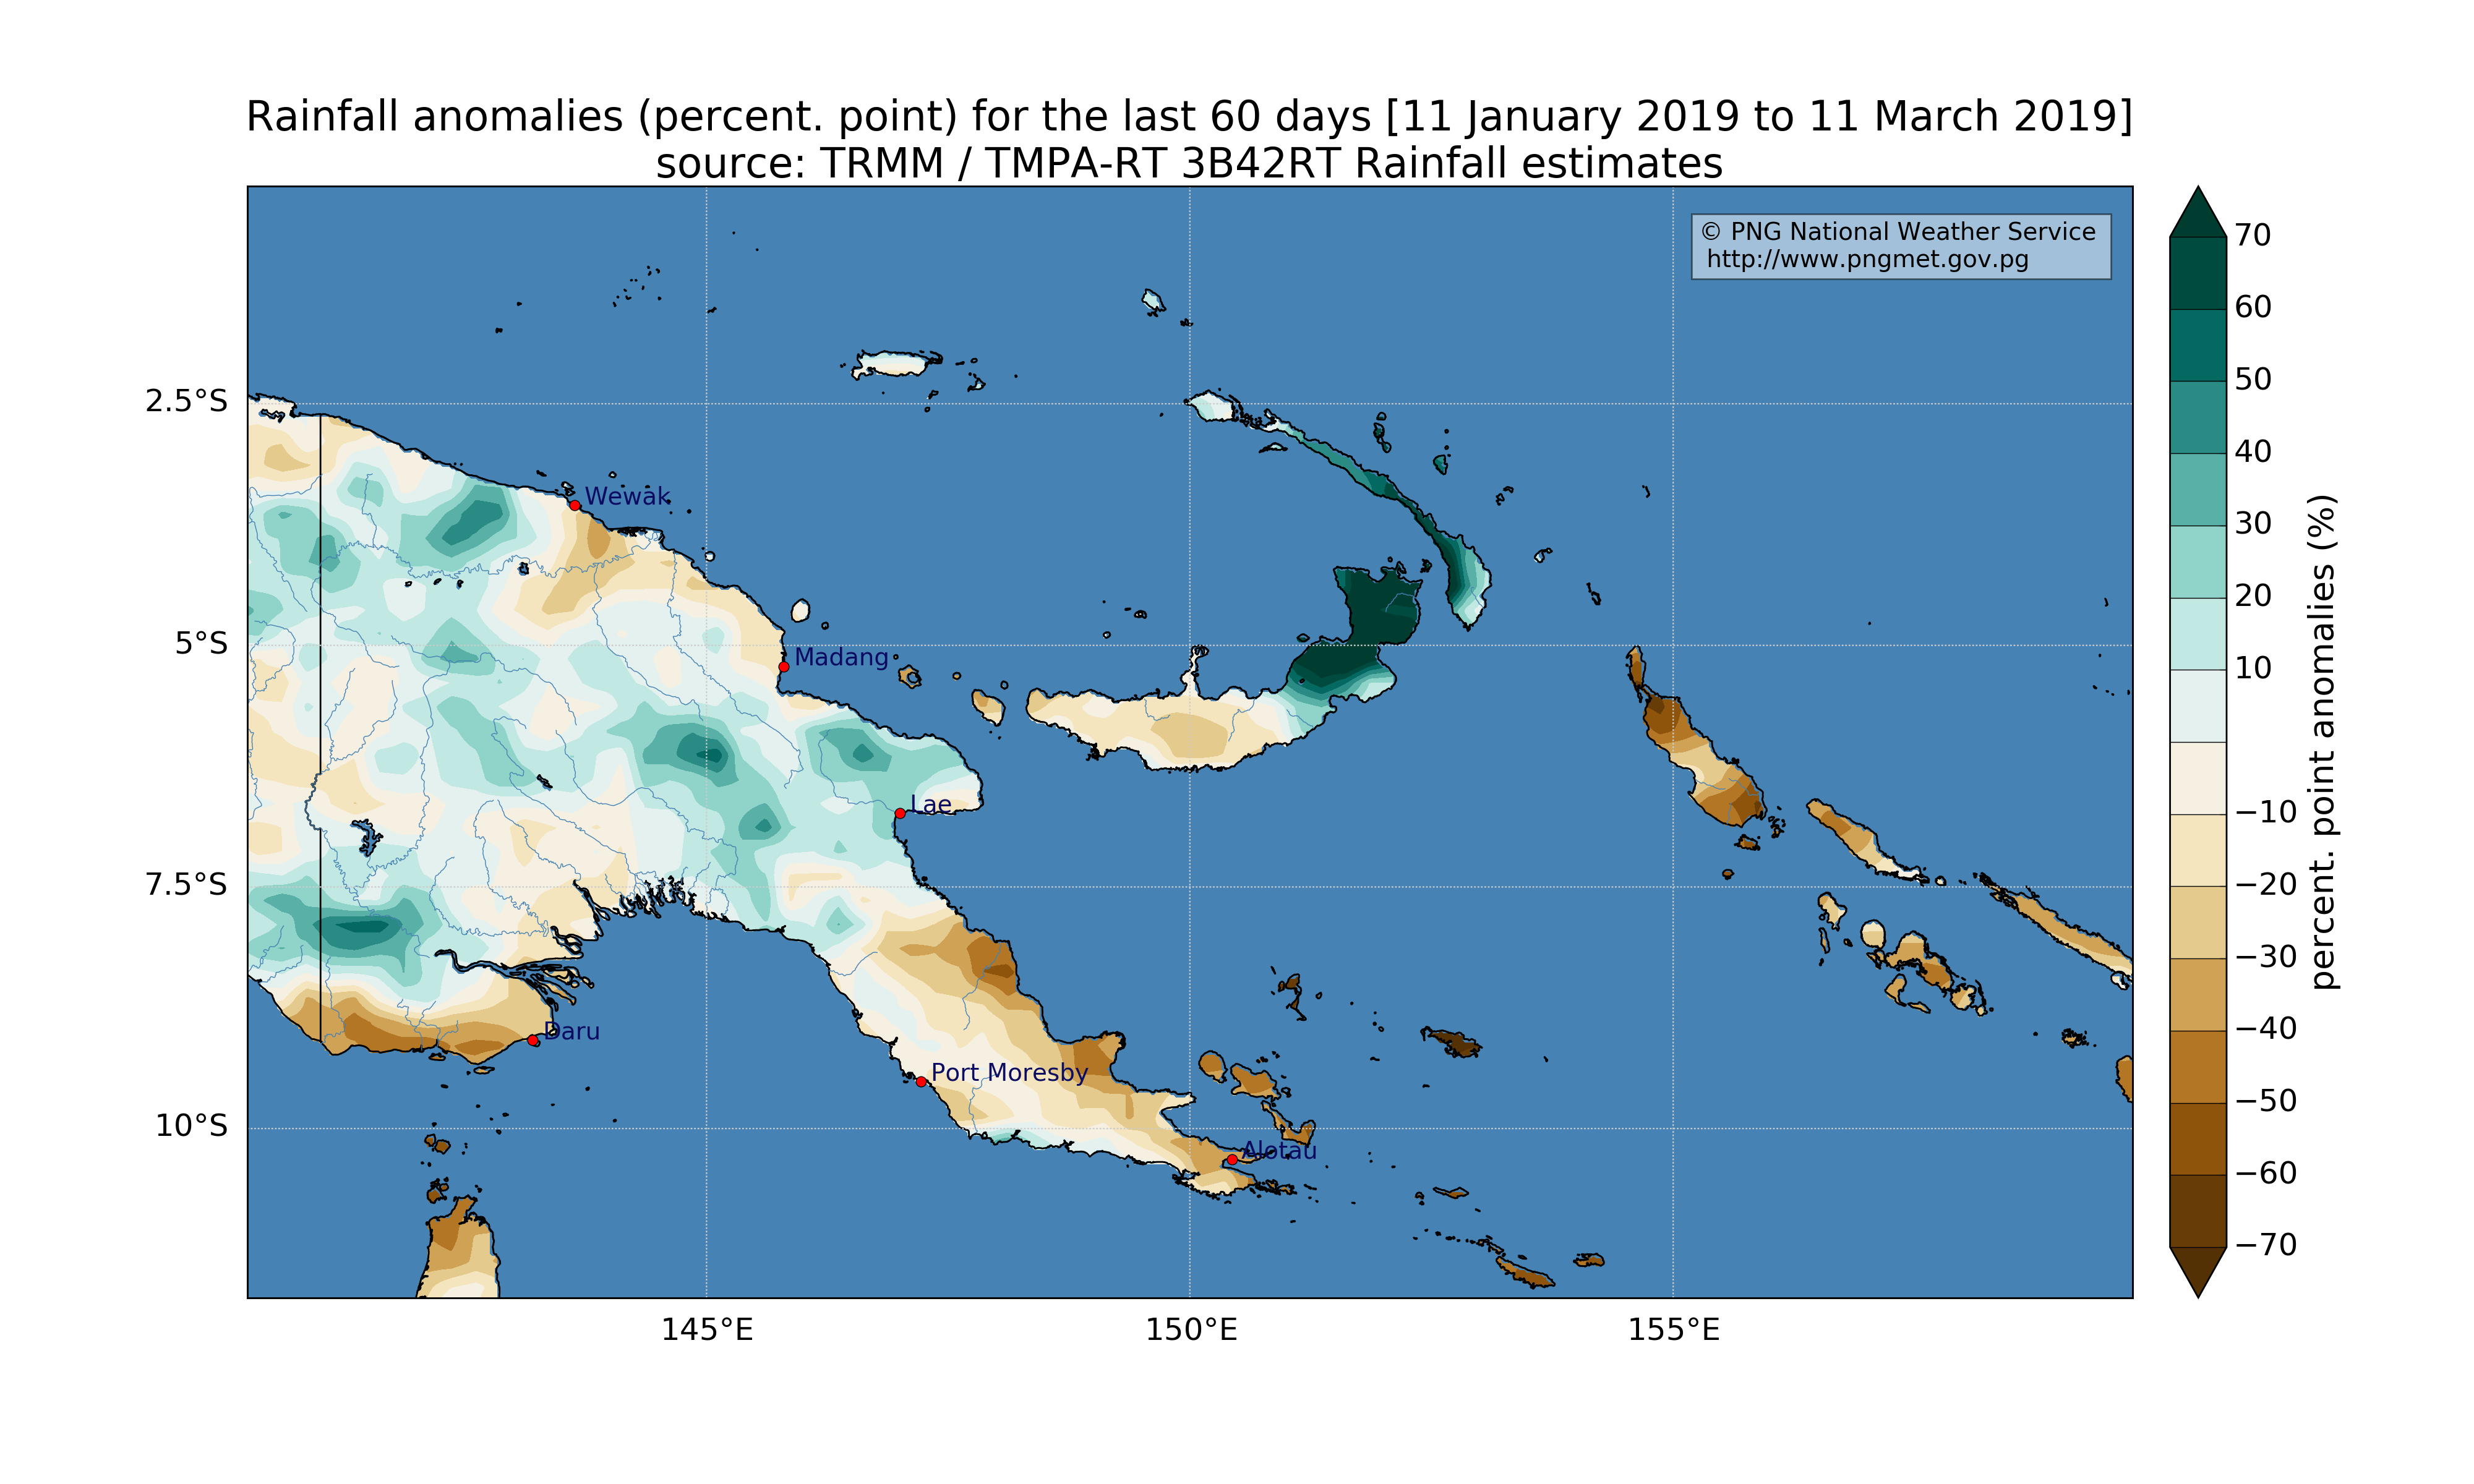 Rainfall anomalies (percent. point) for the last 60 days [11 January 2019 to 11 March 2019]
source: TRMM / TMPA-RT 3B42RT Rainfall estimates
© PNG National Weather Service
http://www.pngmet.gov.pg
2.5°S
5°S
7.5°S
10°S
145°E
150°E
155°E
Wewak
Madang
Lae
Daru
Port Moresby
Alotau
70
60
50
40
30
20
10
−10
−20
−30
−40
−50
−60
−70
percent. point anomalies (%)